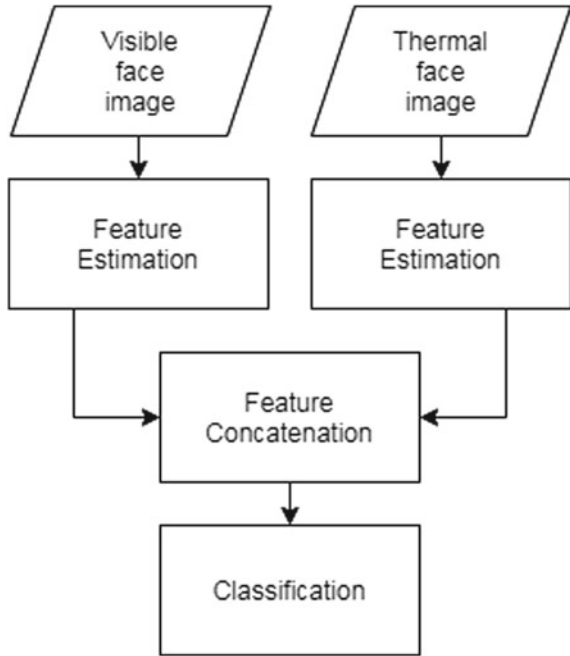 Visible
face
image
Thermal
face
image
Feature
Estimation
Feature
Estimation
Feature
Concatenation
Classification